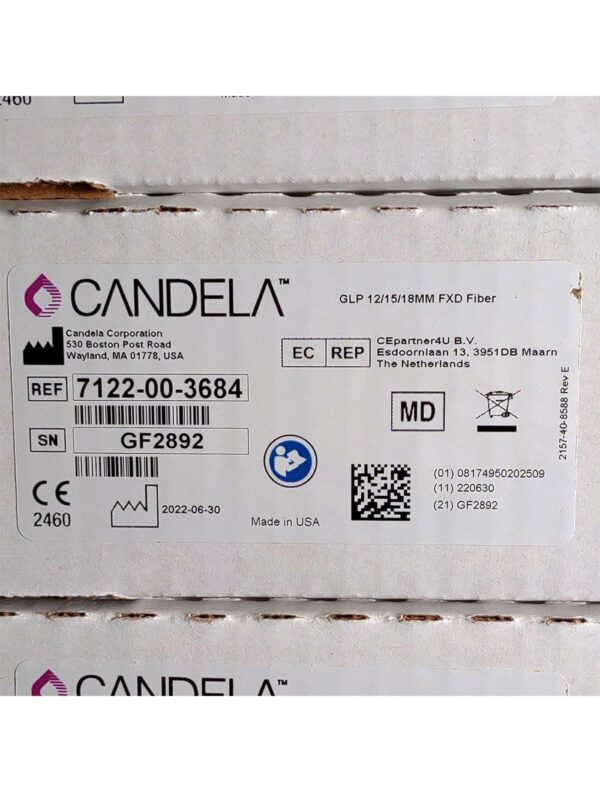 2460
CANDELA™
GLP 12/15/18MM FXD Fiber
Candela Corporation
530 Boston Post Road
Wayland, MA 01778, USA
EC REP
CEpartner4U B.V.
Esdoornlaan 13, 3951DB Maarn
The Netherlands
REF 7122-00-3684
MD
SN GF2892
2157-40-8588 Rev E
CE
2460
2022-06-30
Made in USA
(01) 08174950202509
(11) 220630
(21) GF2892
CANDELA™